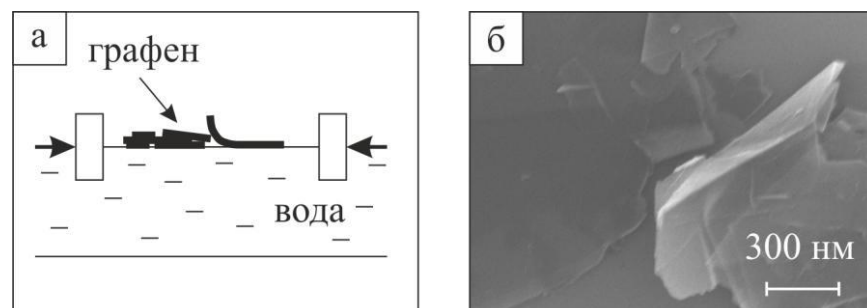 а
графен
вода
б
300 нм